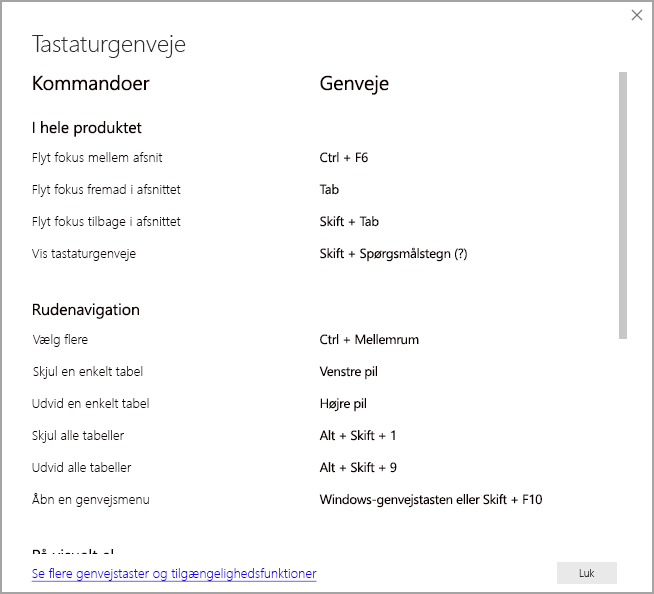 Tastaturgenveje
Kommandoer Genveje
I hele produktet
Flyt fokus mellem afsnit Ctrl + F6
Flyt fokus fremad i afsnittet Tab
Flyt fokus tilbage i afsnittet Skift + Tab
Vis tastaturgenveje Skift + Spørgsmålstegn (?)
Rudenavigation
Vælg flere Ctrl + Mellemrum
Skjul en enkelt tabel Venstre pil
Udvid en enkelt tabel Højre pil
Skjul alle tabeller Alt + Skift + 1
Udvid alle tabeller Alt + Skift + 9
Åbn en genvejsmenu Windows-genvejstasten eller Skift + F10
Se flere genvejstaster og tilgængelighedsfunktioner Luk